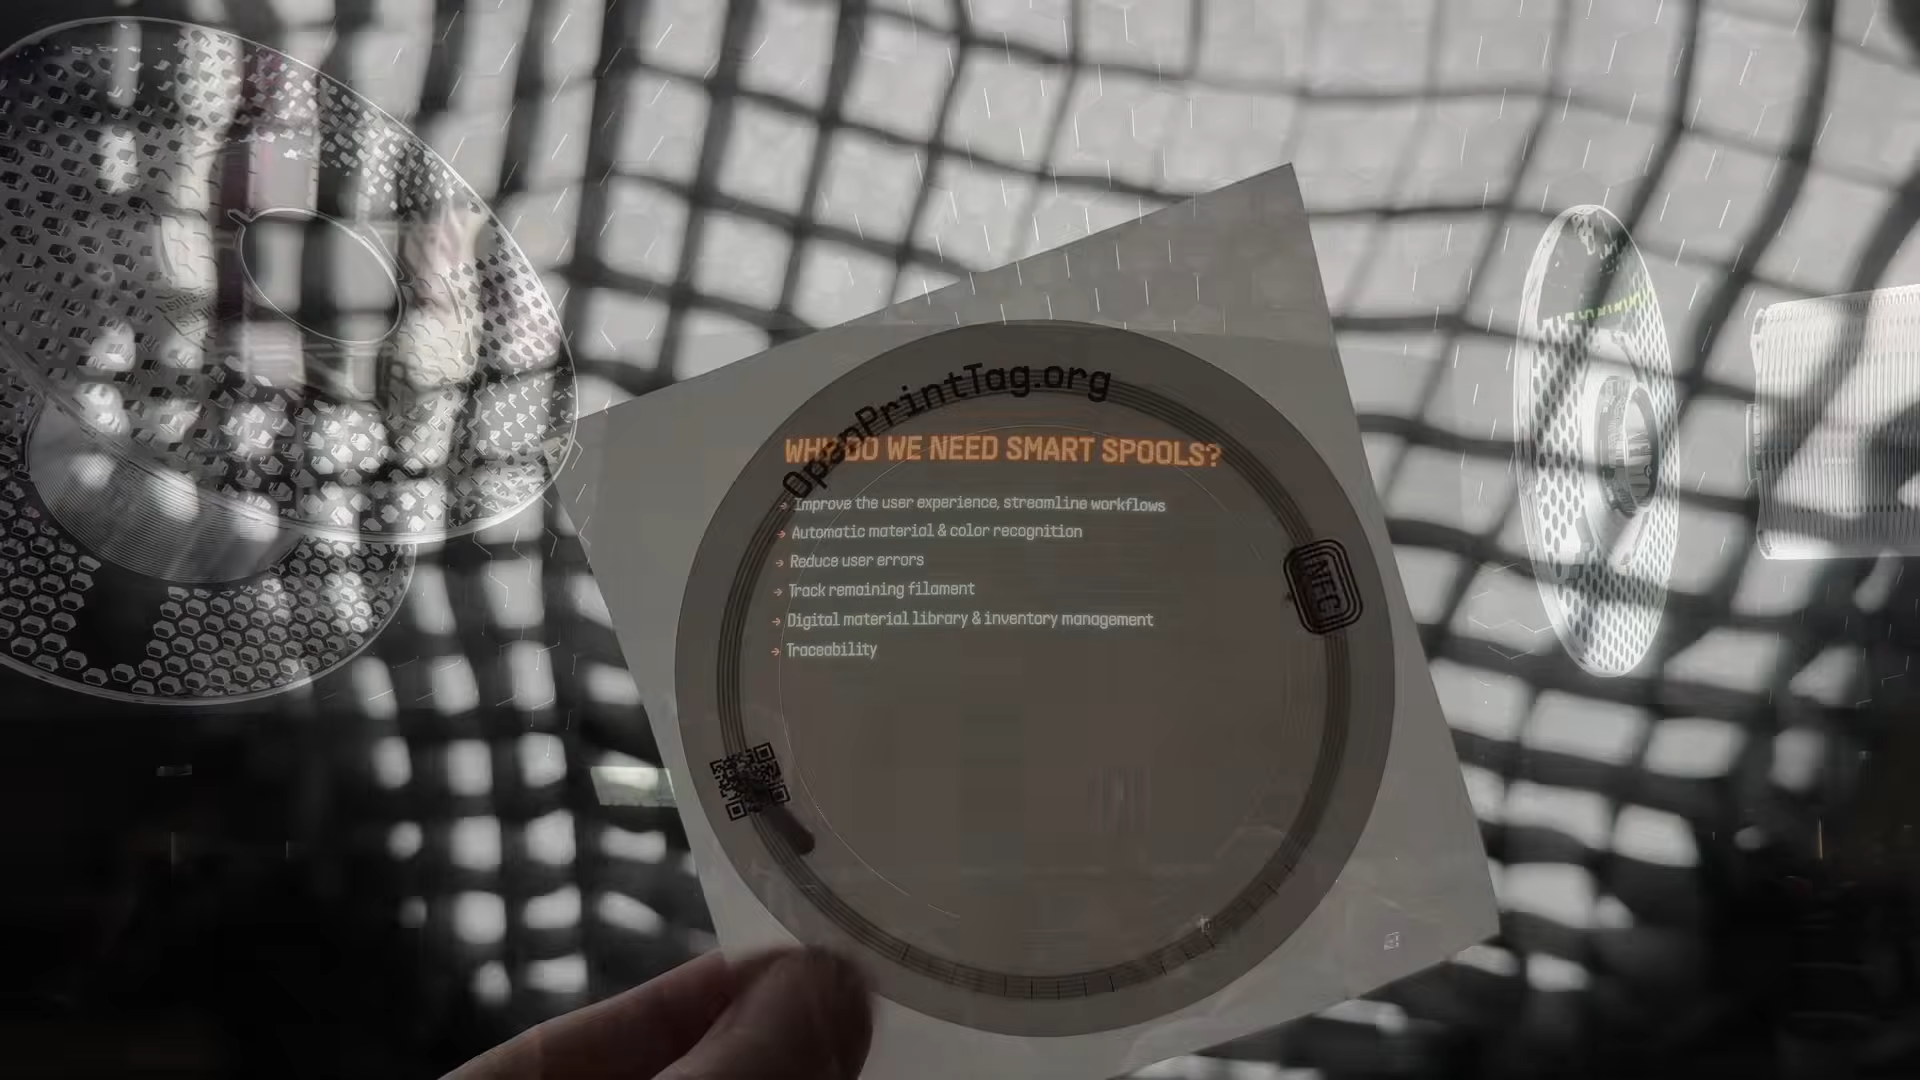 OpenPrintTag.org
WHY DO WE NEED SMART SPOOLS?
→ Improve the user experience, streamline workflows
→ Automatic material & color recognition
→ Reduce user errors
→ Track remaining filament
→ Digital material library & inventory management
→ Traceability
NFC